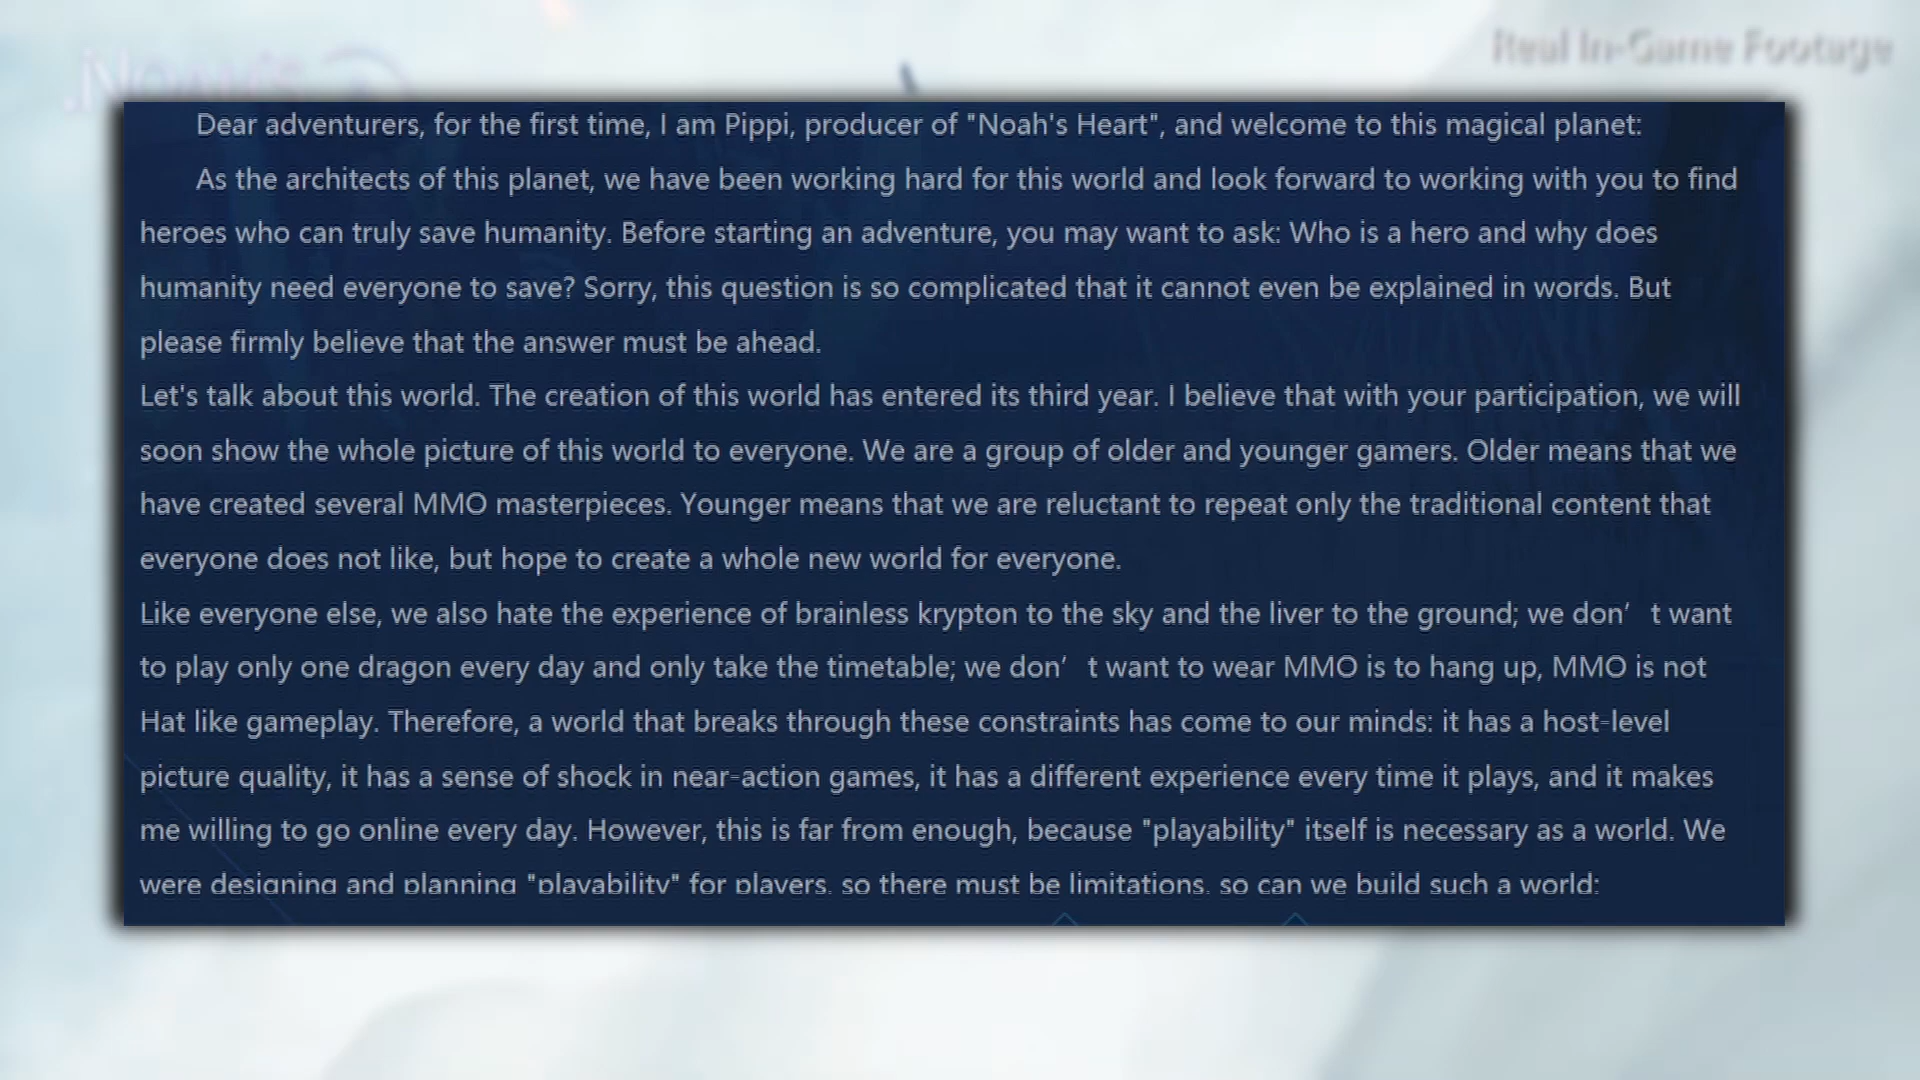 Real In-Game Footage
Dear adventurers, for the first time, I am Pippi, producer of "Noah's Heart", and welcome to this magical planet:
As the architects of this planet, we have been working hard for this world and look forward to working with you to find
heroes who can truly save humanity. Before starting an adventure, you may want to ask: Who is a hero and why does
humanity need everyone to save? Sorry, this question is so complicated that it cannot even be explained in words. But
please firmly believe that the answer must be ahead.
Let's talk about this world. The creation of this world has entered its third year. I believe that with your participation, we will
soon show the whole picture of this world to everyone. We are a group of older and younger gamers. Older means that we
have created several MMO masterpieces. Younger means that we are reluctant to repeat only the traditional content that
everyone does not like, but hope to create a whole new world for everyone.
Like everyone else, we also hate the experience of brainless krypton to the sky and the liver to the ground; we don’ t want
to play only one dragon every day and only take the timetable; we don’ t want to wear MMO is to hang up, MMO is not
Hat like gameplay. Therefore, a world that breaks through these constraints has come to our minds: it has a host-level
picture quality, it has a sense of shock in near-action games, it has a different experience every time it plays, and it makes
me willing to go online every day. However, this is far from enough, because "playability" itself is necessary as a world. We
were designing and planning "playability" for players, so there must be limitations, so can we build such a world: